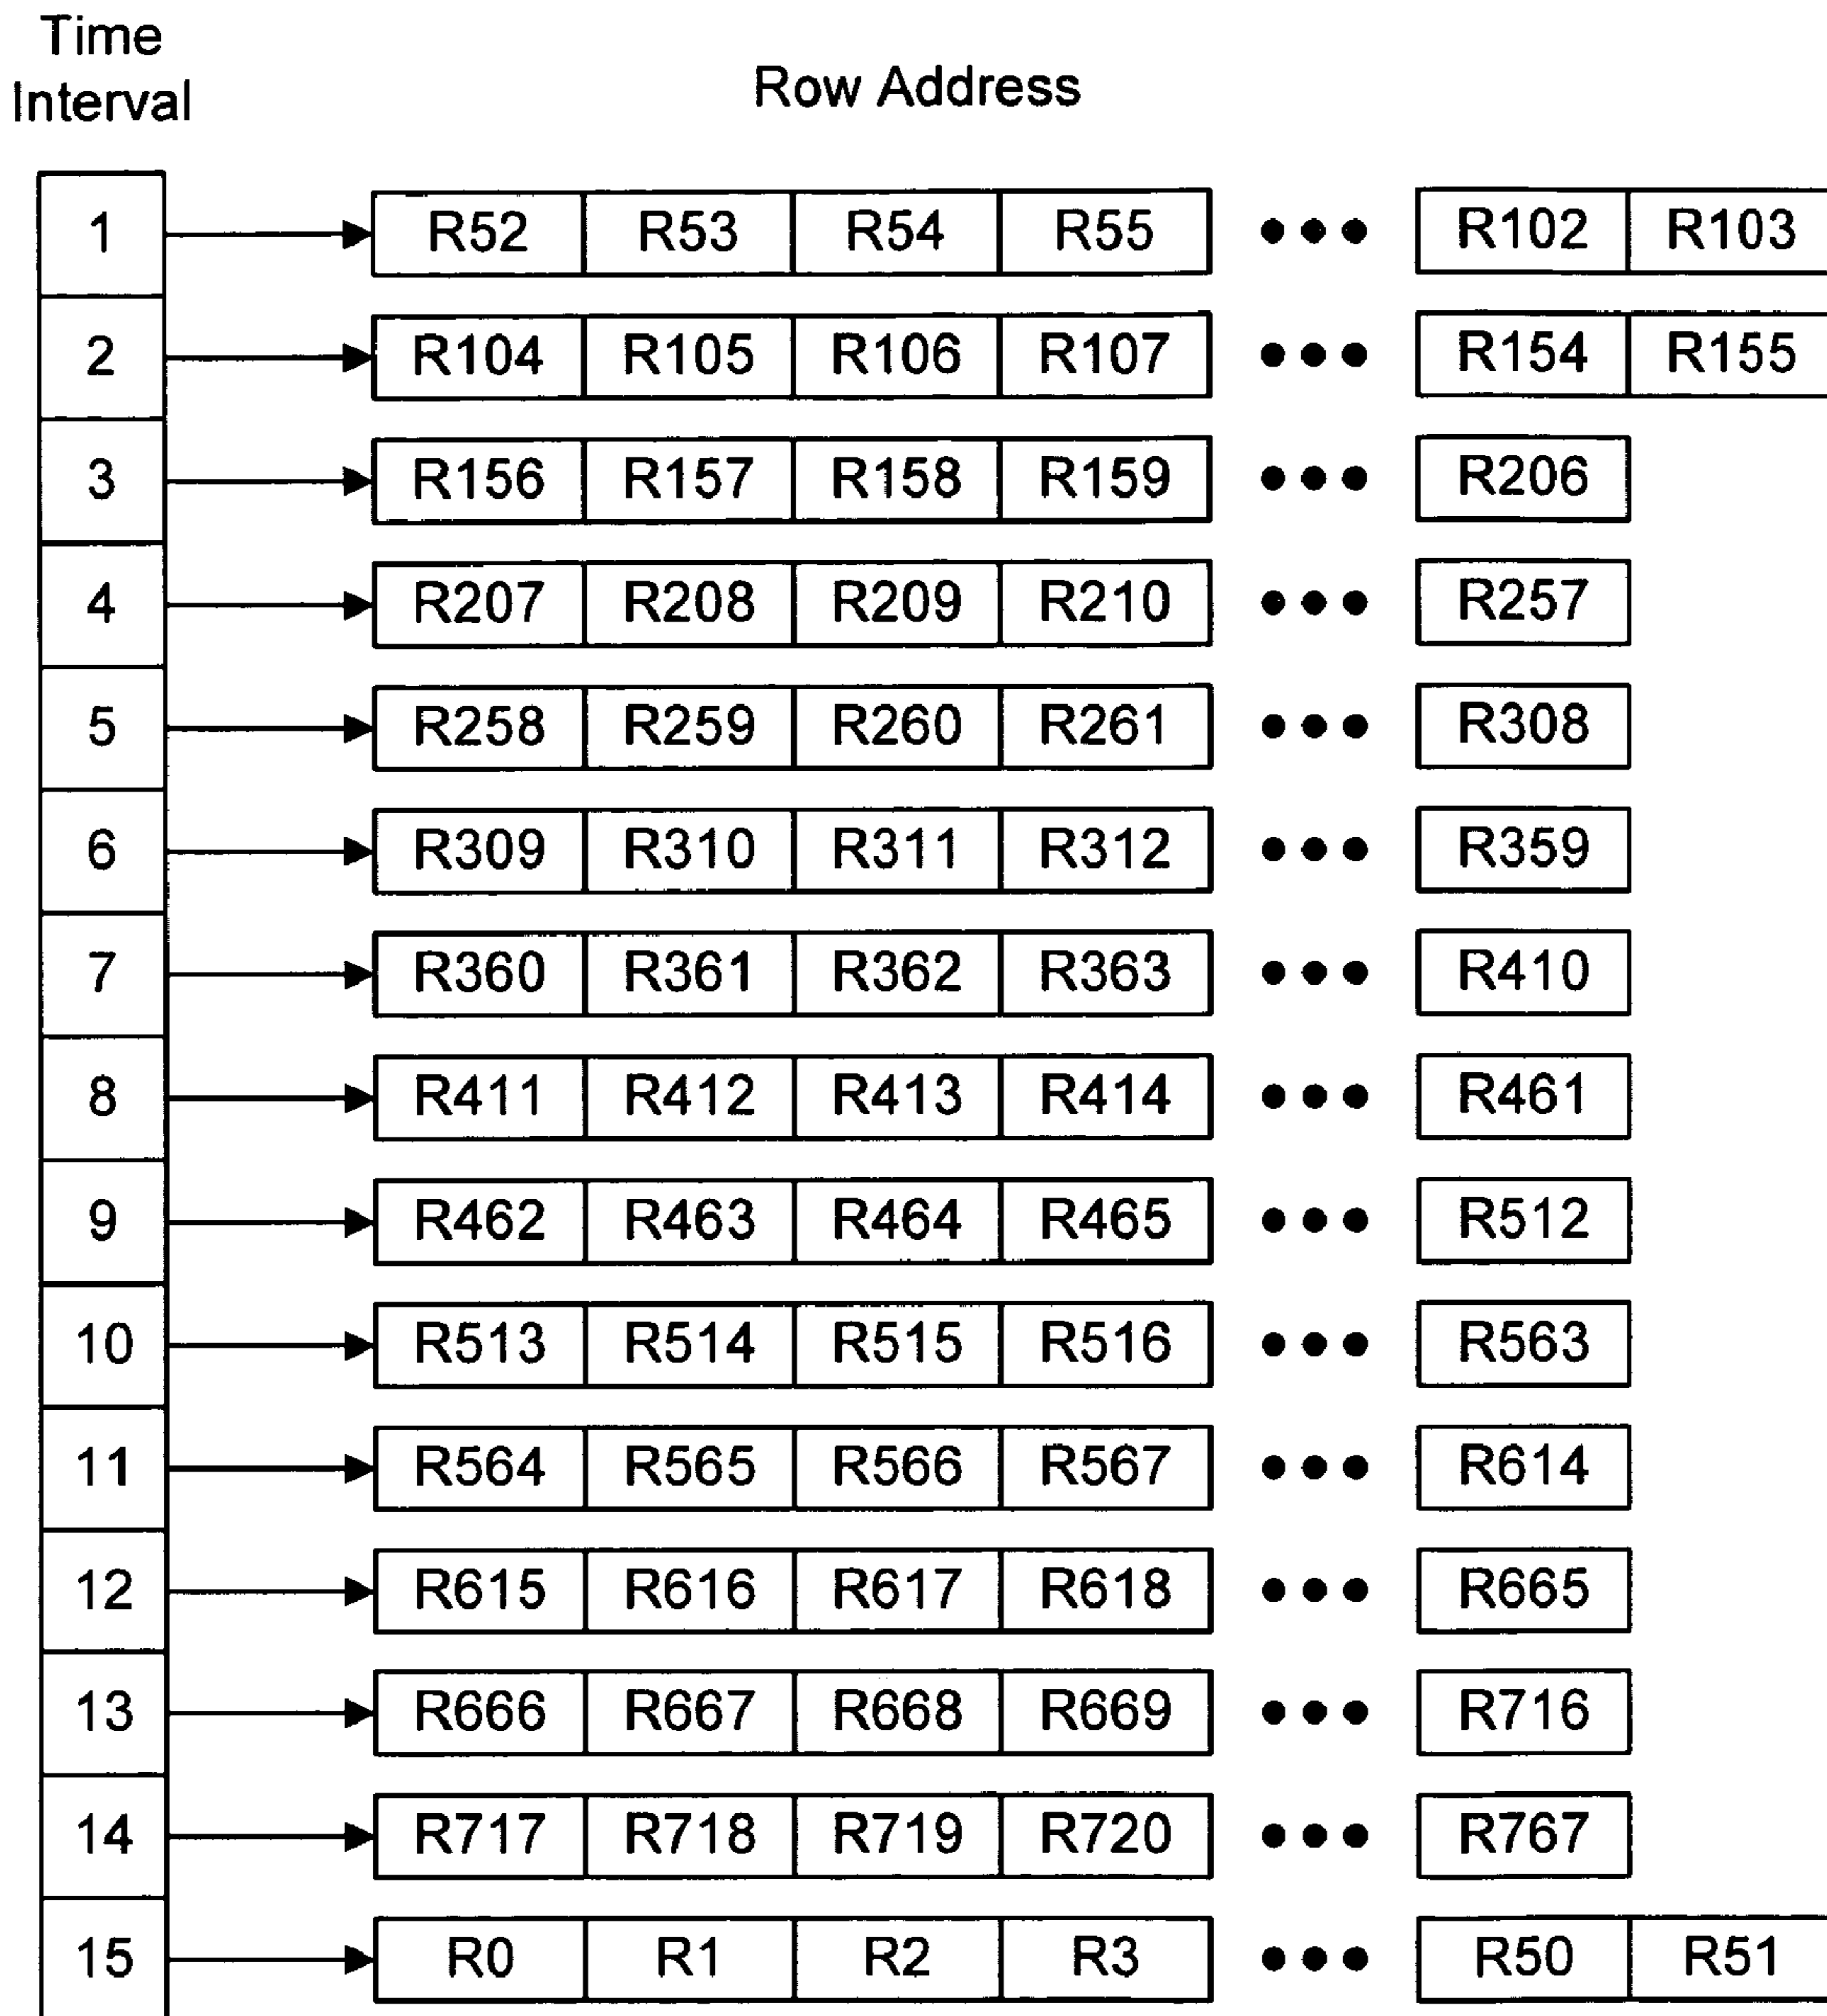 Time
Interval
Row Address
1 R52 R53 R54 R55 R102 R103
2 R104 R105 R106 R107 R154 R155
3 R156 R157 R158 R159 R206
4 R207 R208 R209 R210 R257
5 R258 R259 R260 R261 R308
6 R309 R310 R311 R312 R359
7 R360 R361 R362 R363 R410
8 R411 R412 R413 R414 R461
9 R462 R463 R464 R465 R512
10 R513 R514 R515 R516 R563
11 R564 R565 R566 R567 R614
12 R615 R616 R617 R618 R665
13 R666 R667 R668 R669 R716
14 R717 R718 R719 R720 R767
15 R0 R1 R2 R3 R50 R51